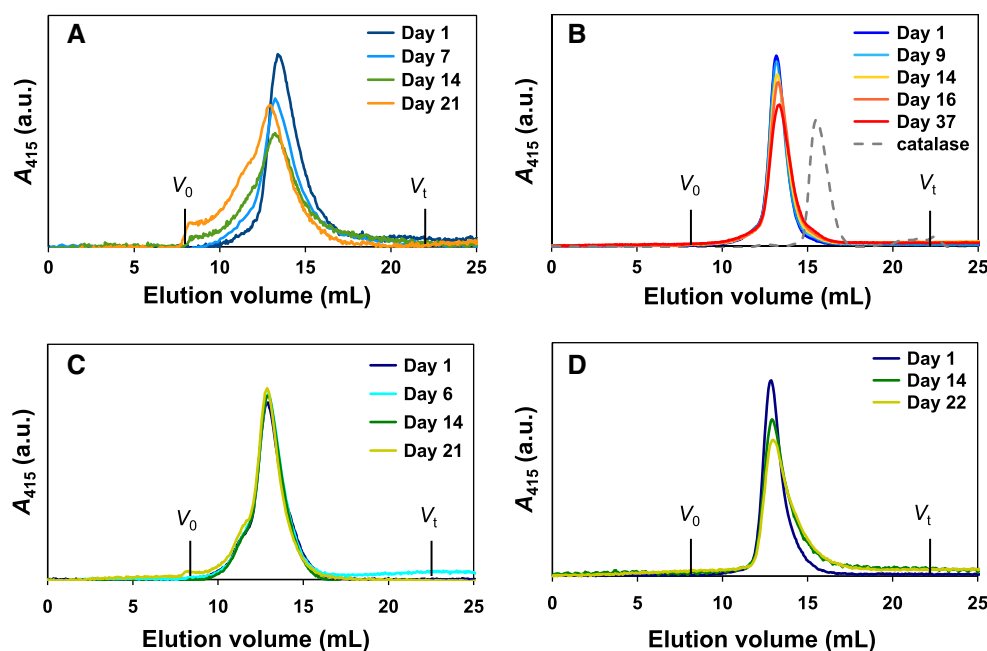 A
Day 1
Day 7
Day 14
Day 21
V0
Vt
A415 (a.u.)
0 5 10 15 20 25
Elution volume (mL)
B
Day 1
Day 9
Day 14
Day 16
Day 37
catalase
V0
Vt
A415 (a.u.)
0 5 10 15 20 25
Elution volume (mL)
C
Day 1
Day 6
Day 14
Day 21
V0
Vt
A415 (a.u.)
0 5 10 15 20 25
Elution volume (mL)
D
Day 1
Day 14
Day 22
V0
Vt
A415 (a.u.)
0 5 10 15 20 25
Elution volume (mL)